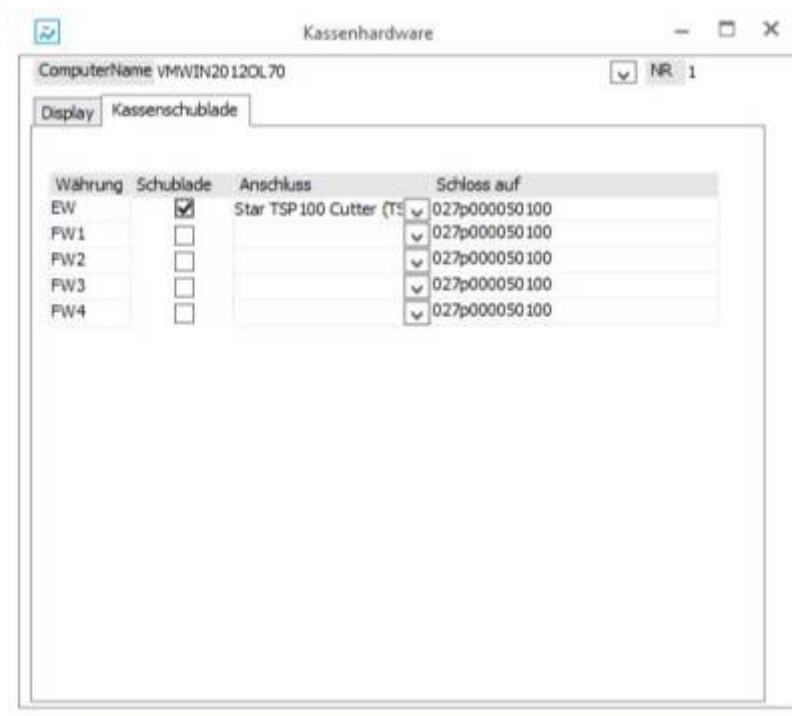 Kassenhardware
ComputerName VMWIN2012OL70 NR 1
Display Kassenschublade
Währung Schublade Anschluss Schloss auf
EW Star TSP100 Cutter (TS 027p000050100
FW1 027p000050100
FW2 027p000050100
FW3 027p000050100
FW4 027p000050100